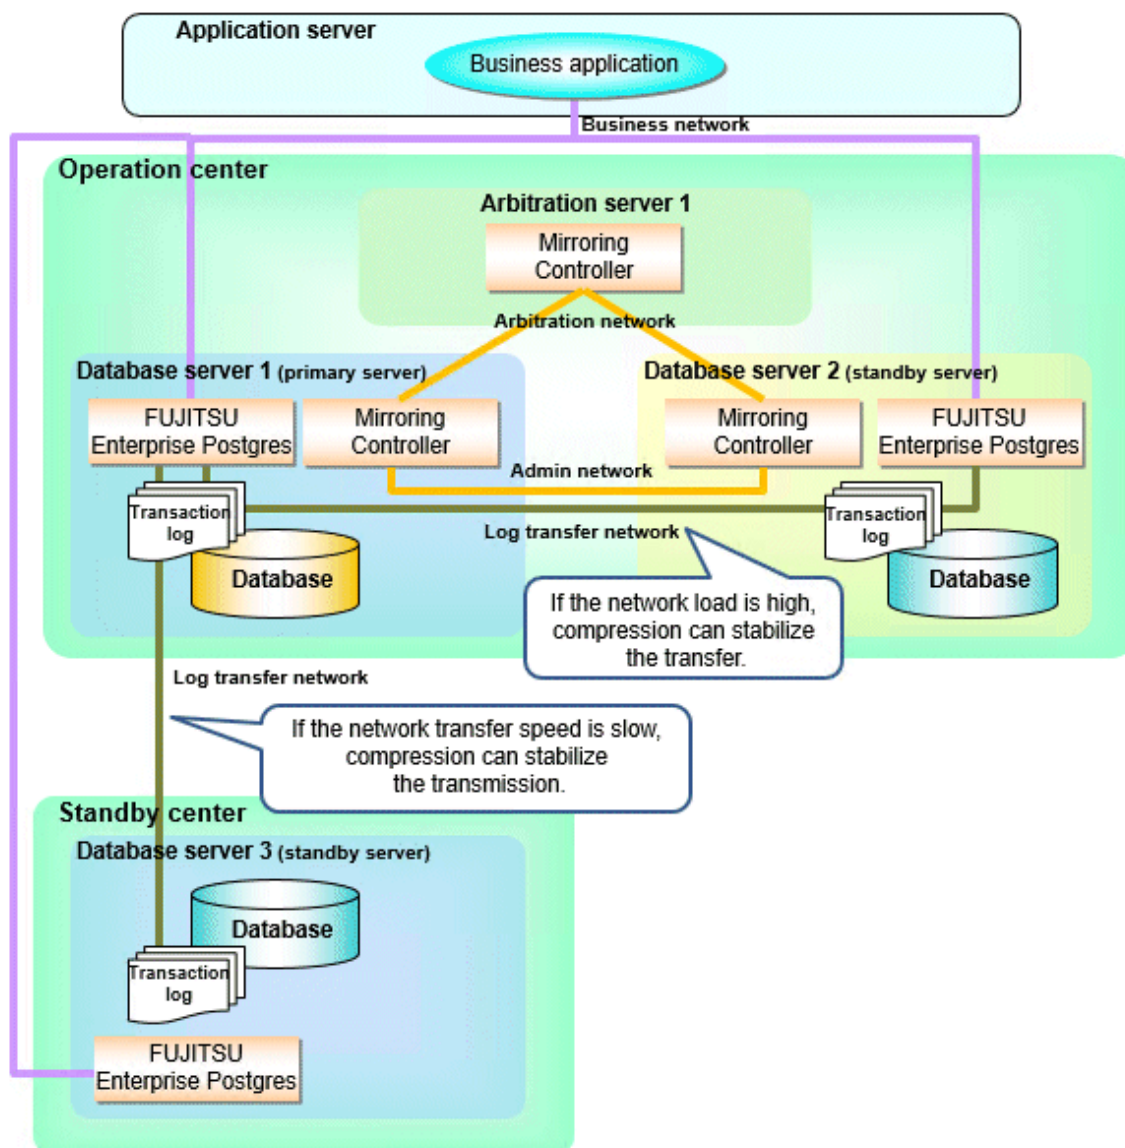 Application server
Business application
Business network
Operation center
Arbitration server 1
Mirroring
Controller
Arbitration network
Database server 1 (primary server)
Database server 2 (standby server)
FUJITSU
Enterprise Postgres
Mirroring
Controller
Mirroring
Controller
FUJITSU
Enterprise Postgres
Admin network
Transaction
log
Transaction
log
Log transfer network
Database
Database
If the network load is high,
compression can stabilize
the transfer.
Log transfer network
If the network transfer speed is slow,
compression can stabilize
the transmission.
Standby center
Database server 3 (standby server)
Database
Transaction
log
FUJITSU
Enterprise Postgres